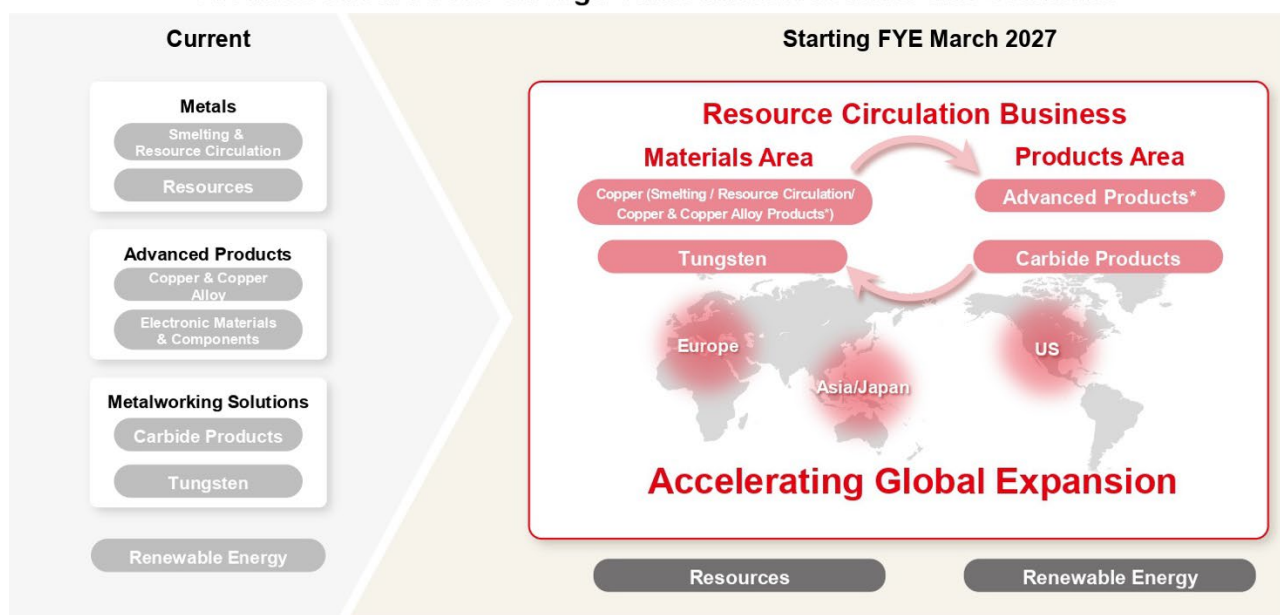 Current
Metals
Smelting &
Resource Circulation
Resources
Advanced Products
Copper & Copper
Alloy
Electronic Materials
& Components
Metalworking Solutions
Carbide Products
Tungsten
Renewable Energy
Starting FYE March 2027
Resource Circulation Business
Materials Area
Copper (Smelting / Resource Circulation/
Copper & Copper Alloy Products*)
Tungsten
Products Area
Advanced Products*
Carbide Products
Europe
Asia/Japan
US
Accelerating Global Expansion
Resources
Renewable Energy